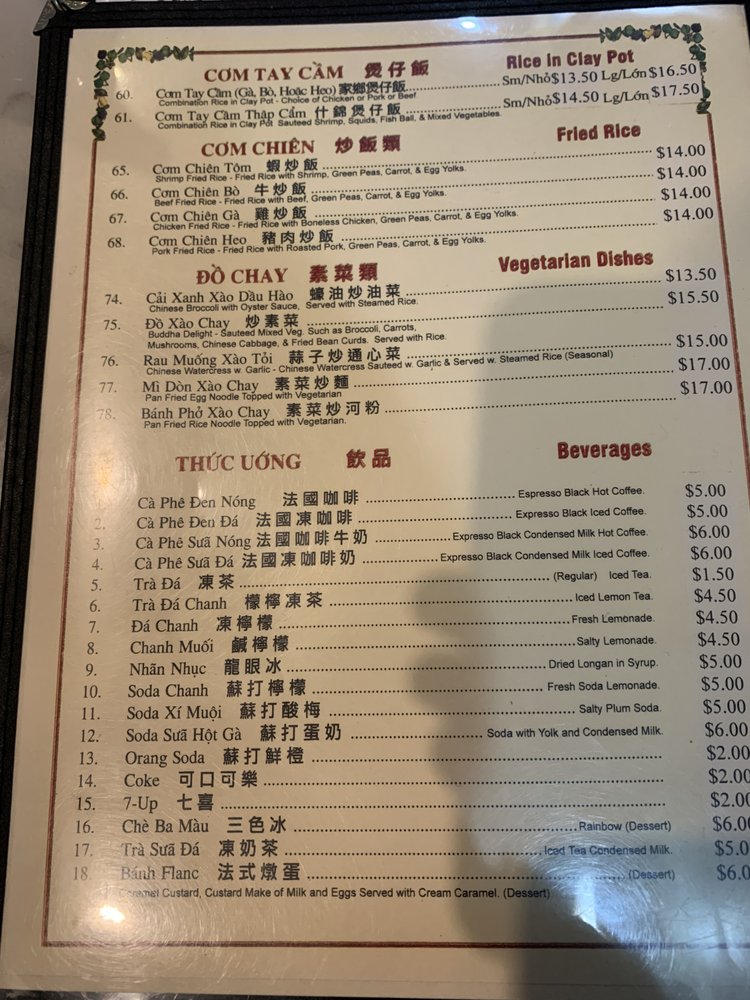 CƠM TAY CẦM 煲仔飯 Rice in Clay Pot
60. Cơm Tay Cầm (Gà, Bò, Hoặc Heo) 家鄉煲仔飯 Sm/Nhỏ $13.50 Lg/Lớn $16.50
Combination Rice in Clay Pot - Choice of Chicken or Pork or Beef
61. Cơm Tay Cầm Thập Cẩm 什錦煲仔飯 Sm/Nhỏ $14.50 Lg/Lớn $17.50
Combination Rice in Clay Pot Sauteed Shrimp, Squids, Fish Ball, & Mixed Vegetables.
CƠM CHIÊN 炒飯類 Fried Rice
65. Cơm Chiên Tôm 蝦炒飯 $14.00
Shrimp Fried Rice - Fried Rice with Shrimp, Green Peas, Carrot, & Egg Yolks.
66. Cơm Chiên Bò 牛炒飯 $14.00
Beef Fried Rice - Fried Rice with Beef, Green Peas, Carrot, & Egg Yolks.
67. Cơm Chiên Gà 雞炒飯 $14.00
Chicken Fried Rice - Fried Rice with Boneless Chicken, Green Peas, Carrot, & Egg Yolks.
68. Cơm Chiên Heo 豬肉炒飯 $14.00
Pork Fried Rice - Fried Rice with Roasted Pork, Green Peas, Carrot, & Egg Yolks.
ĐỒ CHAY 素菜類 Vegetarian Dishes
74. Cải Xanh Xào Dầu Hào 蠔油炒油菜 $13.50
Chinese Broccoli with Oyster Sauce, Served with Steamed Rice.
75. Đồ Xào Chay 炒素菜 $15.50
Buddha Delight - Sauteed Mixed Veg. Such as Broccoli, Carrots,
Mushrooms, Chinese Cabbage, & Fried Bean Curds. Served with Rice.
76. Rau Muống Xào Tỏi 蒜子炒通心菜 $15.00
Chinese Watercress w. Garlic - Chinese Watercress Sauteed w. Garlic & Served w. Steamed Rice (Seasonal)
77. Mì Dòn Xào Chay 素菜炒麵 $17.00
Pan Fried Egg Noodle Topped with Vegetarian
78. Bánh Phở Xào Chay 素菜炒河粉 $17.00
Pan Fried Rice Noodle Topped with Vegetarian.
THỨC UỐNG 飲品 Beverages
Cà Phê Đen Nóng 法國咖啡 Espresso Black Hot Coffee. $5.00
2. Cà Phê Đen Đá 法國凍咖啡 Espresso Black Iced Coffee. $5.00
3. Cà Phê Suã Nóng 法國咖啡牛奶 Espresso Black Condensed Milk Hot Coffee. $6.00
4. Cà Phê Suã Đá 法國凍咖啡奶 Espresso Black Condensed Milk Iced Coffee. $6.00
5. Trà Đá 凍茶 (Regular) Iced Tea. $1.50
6. Trà Đá Chanh 檬檸凍茶 Iced Lemon Tea. $4.50
7. Đá Chanh 凍檸檬 Fresh Lemonade. $4.50
8. Chanh Muối 鹹檸檬 Salty Lemonade. $4.50
9. Nhãn Nhục 龍眼冰 Dried Longan in Syrup. $5.00
10. Soda Chanh 蘇打檸檬 Fresh Soda Lemonade. $5.00
11. Soda Xí Muội 蘇打酸梅 Salty Plum Soda. $5.00
12. Soda Suã Hột Gà 蘇打蛋奶 Soda with Yolk and Condensed Milk. $6.00
13. Orang Soda 蘇打鮮橙 $2.00
14. Coke 可口可樂 $2.00
15. 7-Up 七喜 $2.00
16. Chè Ba Màu 三色冰 Rainbow (Dessert) $6.0
17. Trà Suã Đá 凍奶茶 Iced Tea Condensed Milk. $5.0
18. Bánh Flanc 法式燉蛋 (Dessert) $6.0
Caramel Custard, Custard Make of Milk and Eggs Served with Cream Caramel. (Dessert)